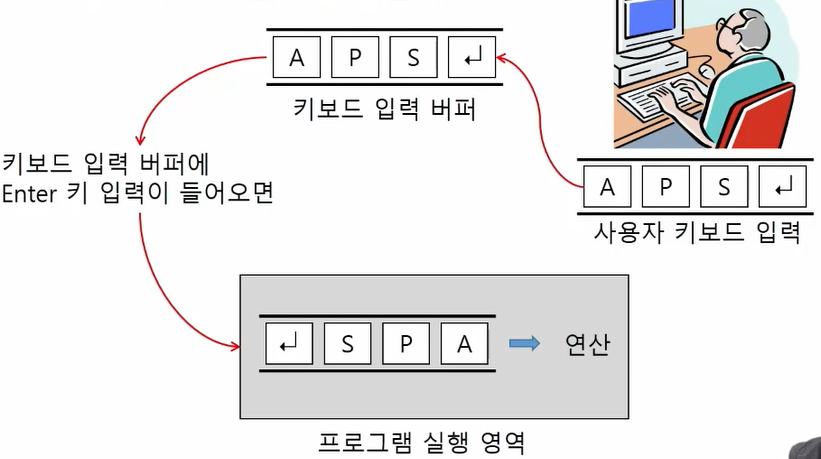 A P S ↵
키보드 입력 버퍼
키보드 입력 버퍼에
Enter 키 입력이 들어오면
A P S ↵
사용자 키보드 입력
↵ S P A
연산
프로그램 실행 영역